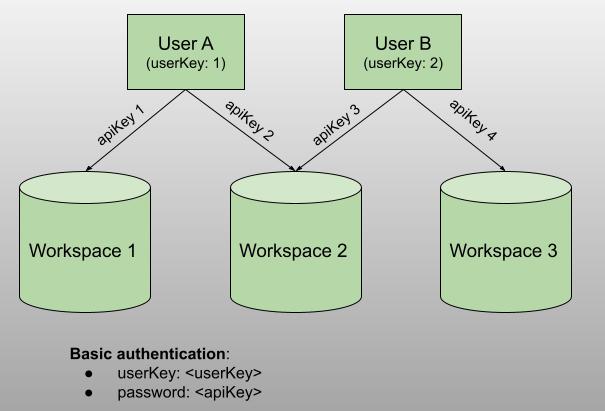 User A
(userKey: 1)
User B
(userKey: 2)
apiKey 1
apiKey 2
apiKey 3
apiKey 4
Workspace 1
Workspace 2
Workspace 3
Basic authentication:
● userKey: <userKey>
● password: <apiKey>